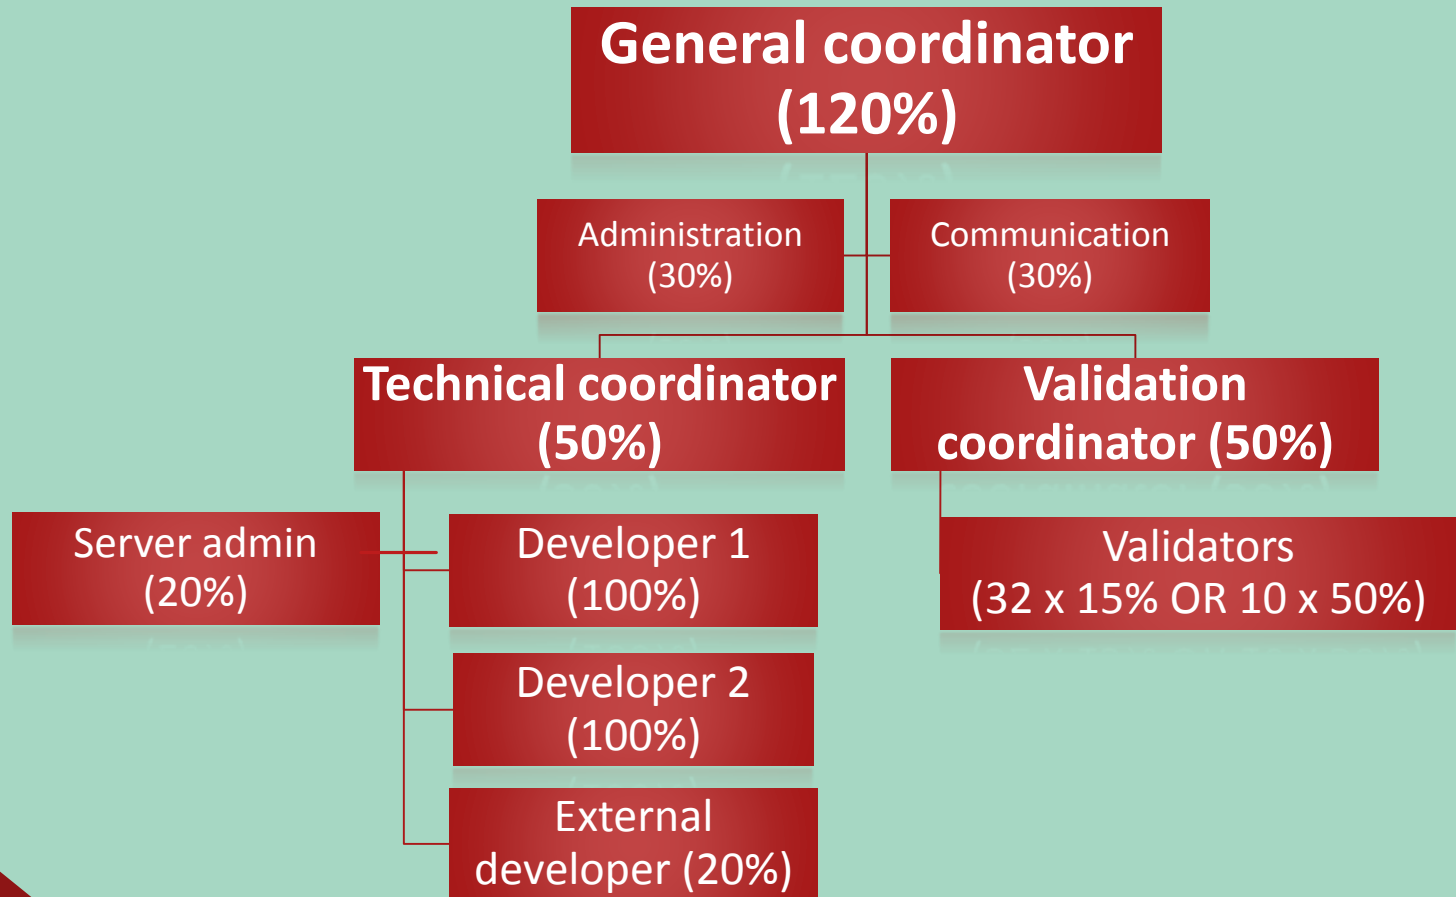 General coordinator
(120%)
Administration
(30%)
Communication
(30%)
Technical coordinator
(50%)
Validation
coordinator (50%)
Server admin
(20%)
Developer 1
(100%)
Validators
(32 x 15% OR 10 x 50%)
Developer 2
(100%)
External
developer (20%)